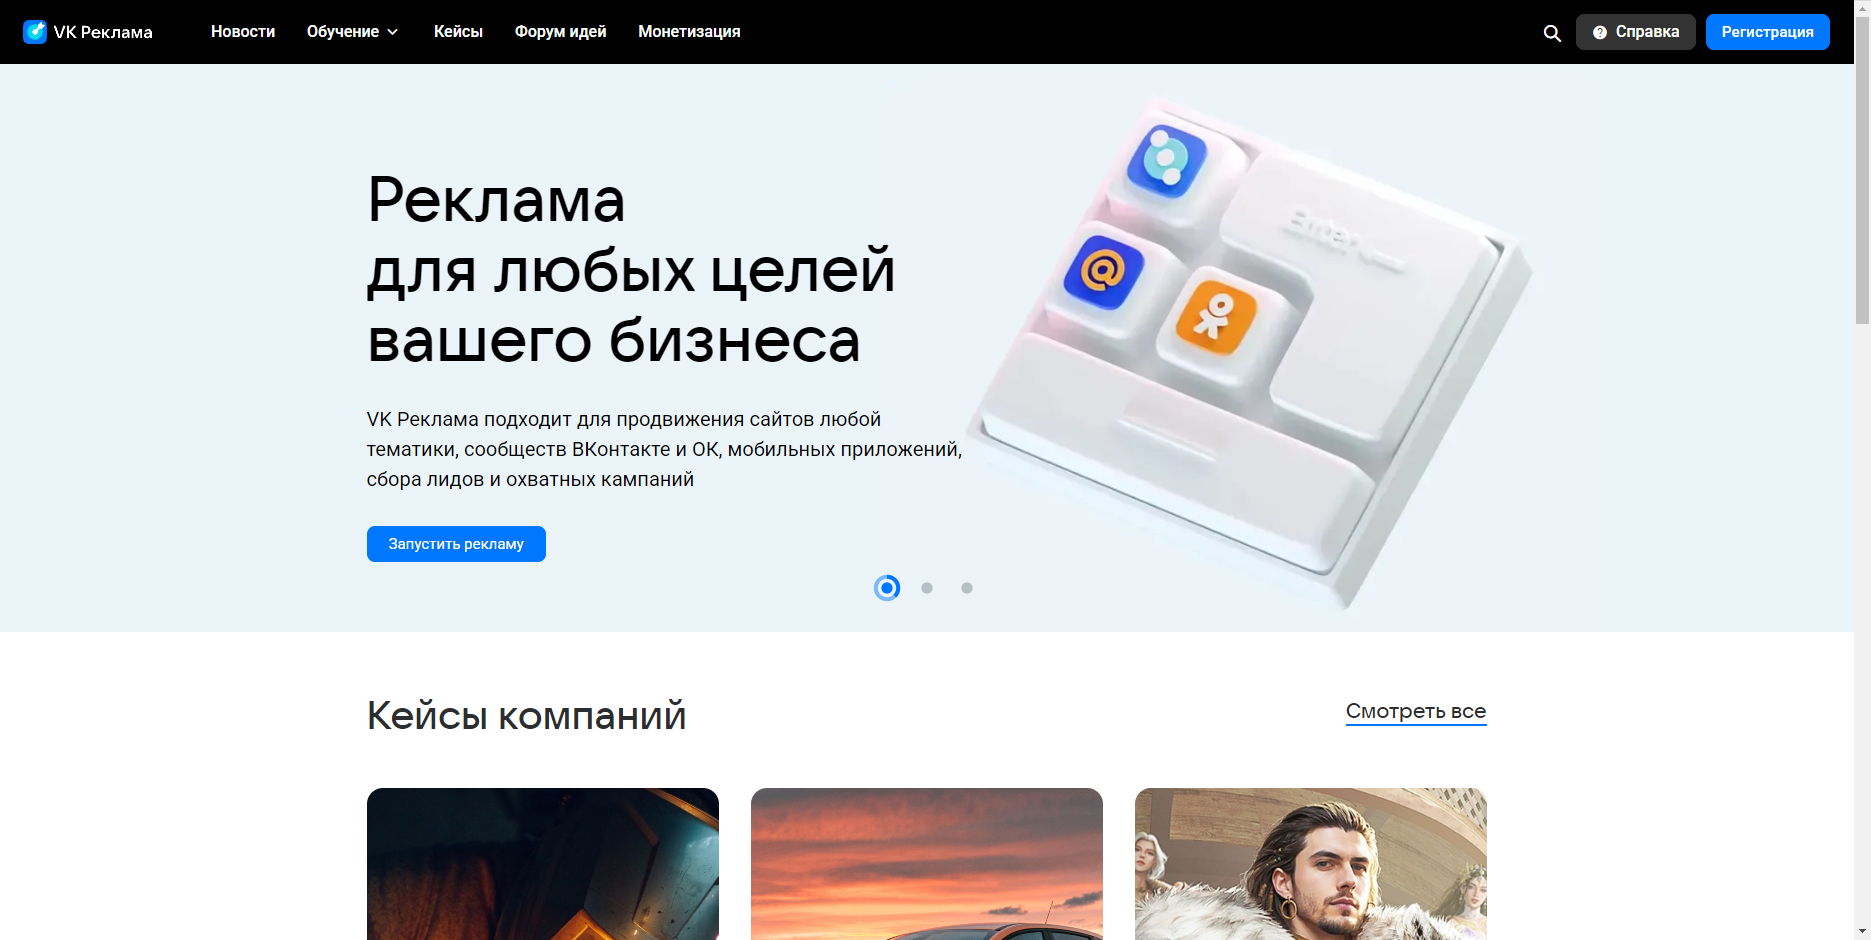 VK Реклама
Новости
Обучение
Кейсы
Форум идей
Монетизация
Справка
Регистрация
Реклама
для любых целей
вашего бизнеса
Enter
VK Реклама подходит для продвижения сайтов любой
тематики, сообществ ВКонтакте и ОК, мобильных приложений,
сбора лидов и охватных кампаний
Запустить рекламу
Кейсы компаний
Смотреть все